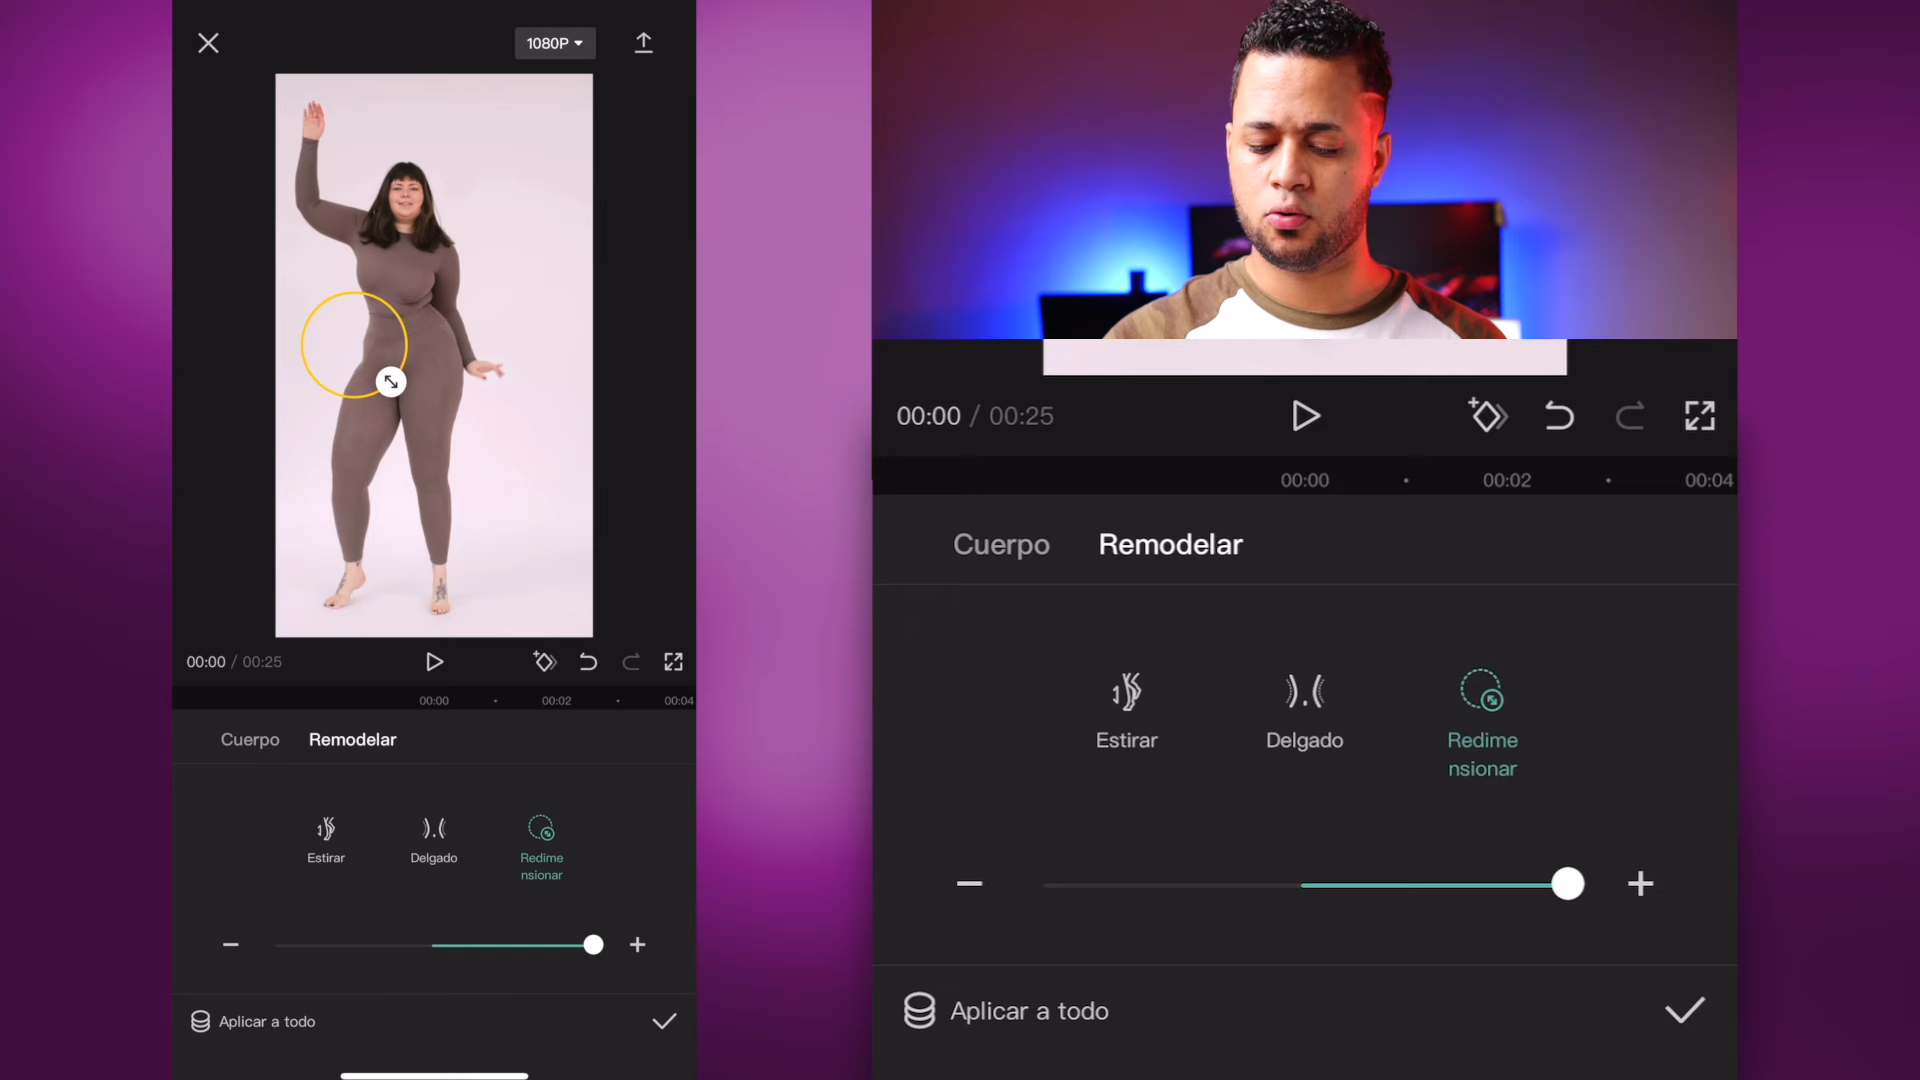 1080P
00:00 / 00:25
00:00 00:02 00:04
Cuerpo Remodelar
Estirar Delgado Redime
nsionar
Aplicar a todo
00:00 / 00:25
00:00 00:02 00:04
Cuerpo Remodelar
Estirar Delgado Redime
nsionar
Aplicar a todo